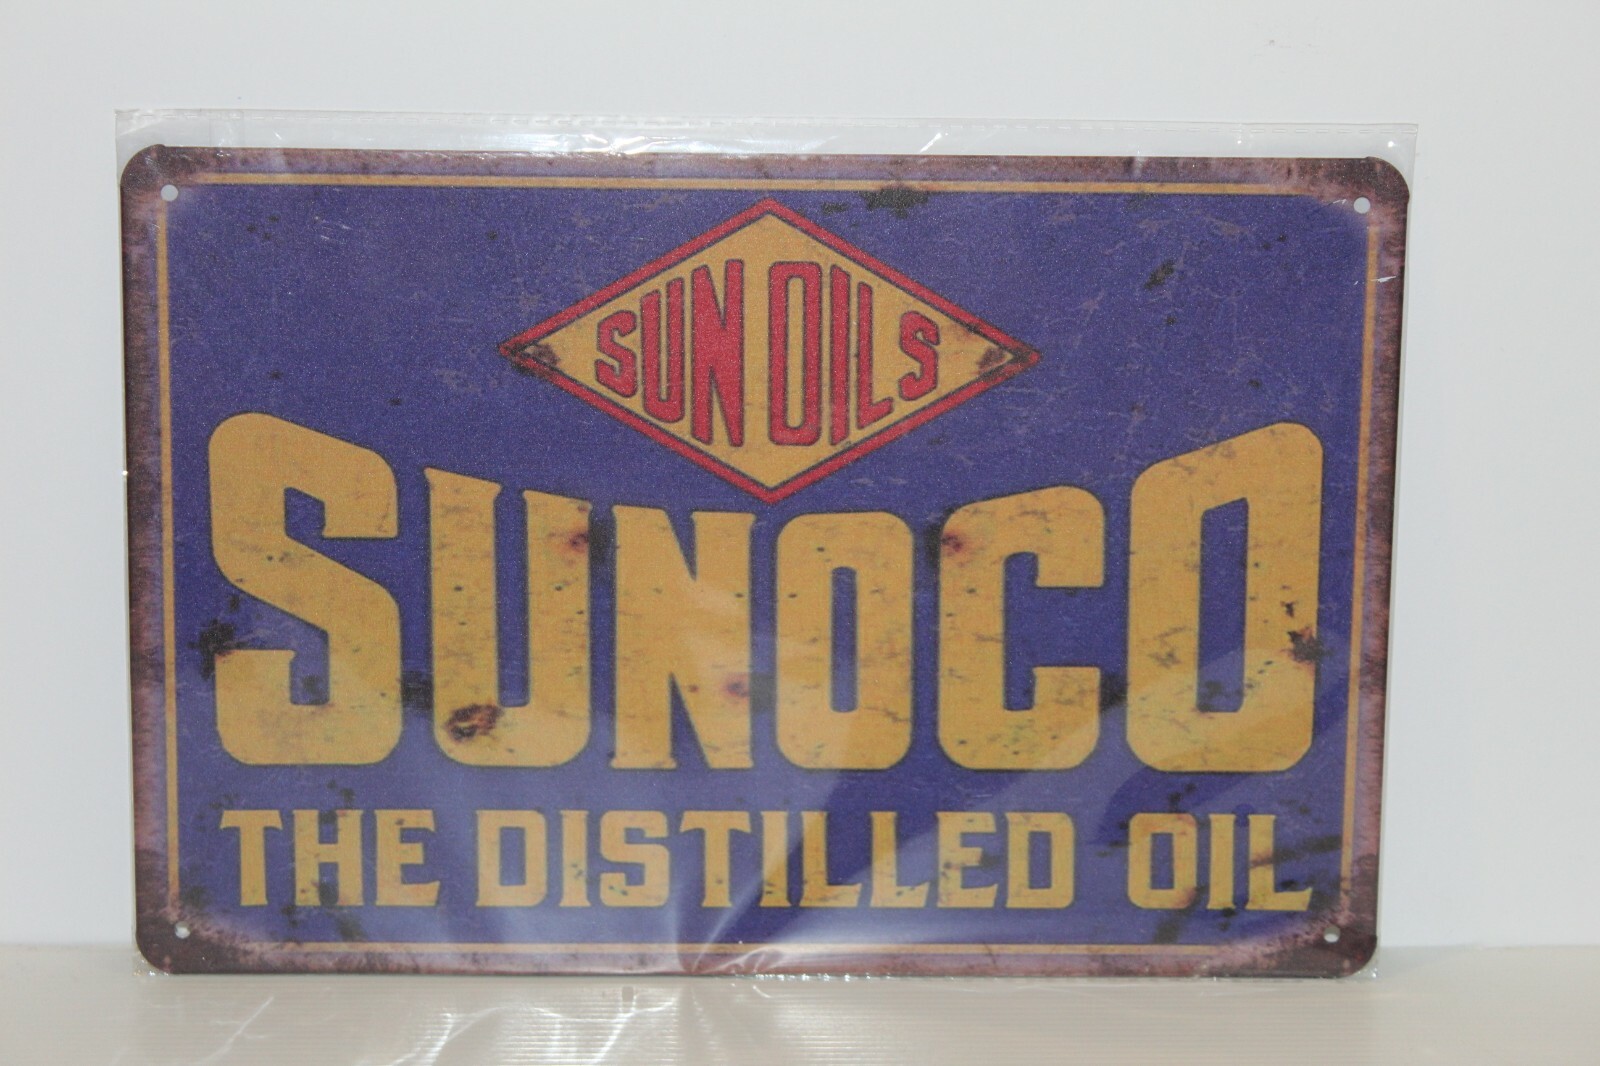 SUN OILS
SUNOCO
THE DISTILLED OIL